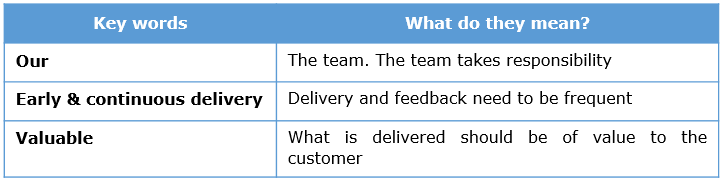 Key words What do they mean?
Our The team. The team takes responsibility
Early & continuous delivery Delivery and feedback need to be frequent
Valuable What is delivered should be of value to the
customer